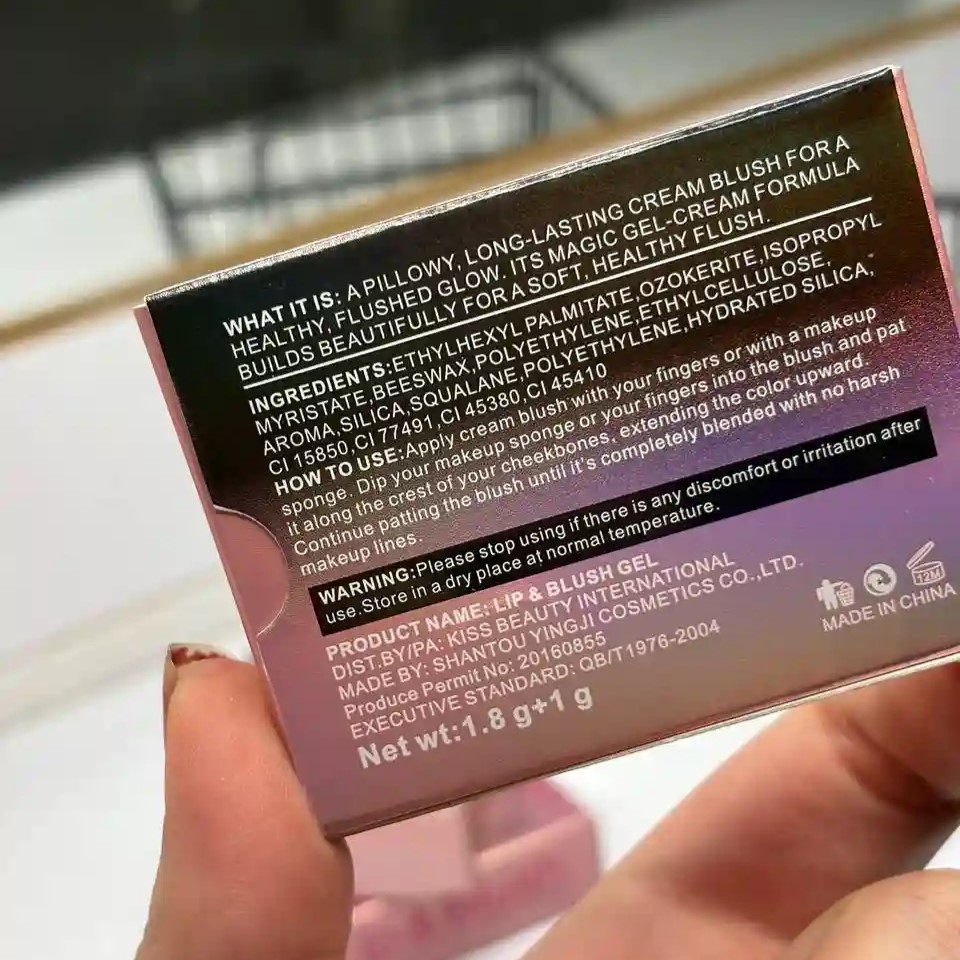 WHAT IT IS: A PILLOWY, LONG-LASTING CREAM BLUSH FOR A
HEALTHY, FLUSHED GLOW. ITS MAGIC GEL-CREAM FORMULA
BUILDS BEAUTIFULLY FOR A SOFT, HEALTHY FLUSH.
INGREDIENTS:ETHYLHEXYL PALMITATE,OZOKERITE,ISOPROPYL
MYRISTATE,BEESWAX,POLYETHYLENE,ETHYLCELLULOSE,
AROMA,SILICA,SQUALANE,POLYETHYLENE,HYDRATED SILICA,
CI 15850,CI 77491,CI 45380,CI 45410
HOW TO USE:Apply cream blush with your fingers or with a makeup
sponge. Dip your makeup sponge or your fingers into the blush and pat
it along the crest of your cheekbones, extending the color upward.
Continue patting the blush until it's completely blended with no harsh
makeup lines.
WARNING:Please stop using if there is any discomfort or irritation after
use.Store in a dry place at normal temperature.
PRODUCT NAME: LIP & BLUSH GEL
DIST.BY/PA: KISS BEAUTY INTERNATIONAL
MADE BY: SHANTOU YINGJI COSMETICS CO.,LTD.
Produce Permit No: 20160855
EXECUTIVE STANDARD: QB/T1976-2004
Net wt:1.8 g+1 g
12M
MADE IN CHINA